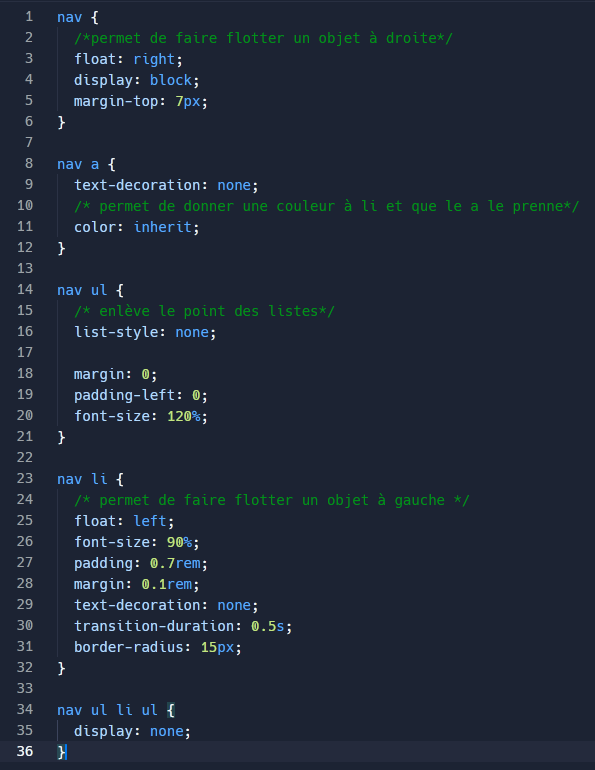 1 nav {
2 /*permet de faire flotter un objet à droite*/
3 float: right;
4 display: block;
5 margin-top: 7px;
6 }
7
8 nav a {
9 text-decoration: none;
10 /* permet de donner une couleur à li et que le a le prenne*/
11 color: inherit;
12 }
13
14 nav ul {
15 /* enlève le point des listes*/
16 list-style: none;
17
18 margin: 0;
19 padding-left: 0;
20 font-size: 120%;
21 }
22
23 nav li {
24 /* permet de faire flotter un objet à gauche */
25 float: left;
26 font-size: 90%;
27 padding: 0.7rem;
28 margin: 0.1rem;
29 text-decoration: none;
30 transition-duration: 0.5s;
31 border-radius: 15px;
32 }
33
34 nav ul li ul {
35 display: none;
36 }